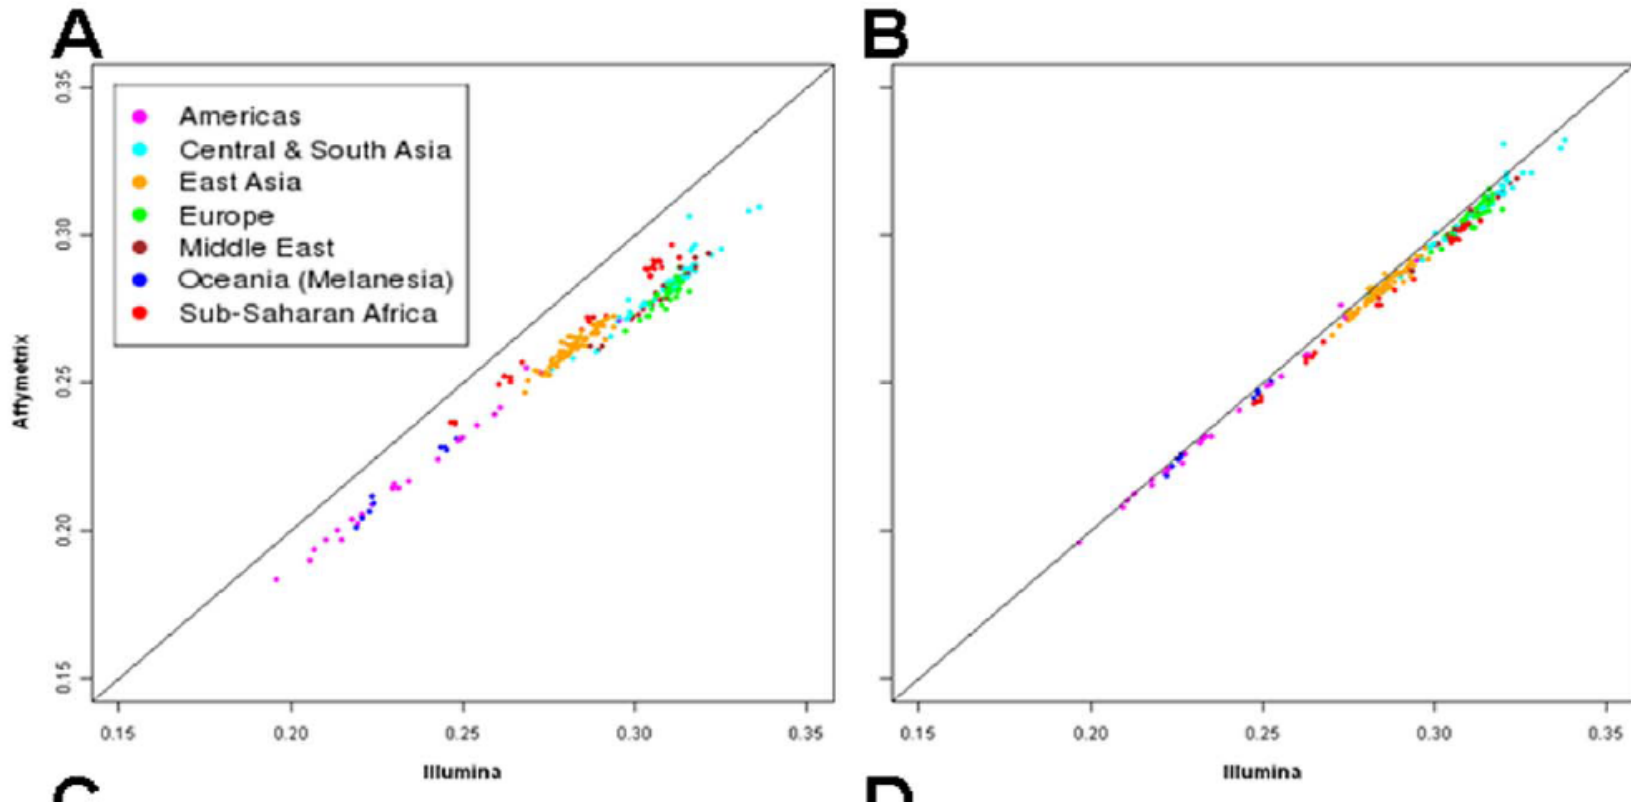 A
B
Americas
Central & South Asia
East Asia
Europe
Middle East
Oceania (Melanesia)
Sub-Saharan Africa
0.35
0.30
0.25
0.20
0.15
Affymetrix
0.15 0.20 0.25 0.30 0.35
0.15 0.20 0.25 0.30 0.35
Illumina
Illumina
C
D